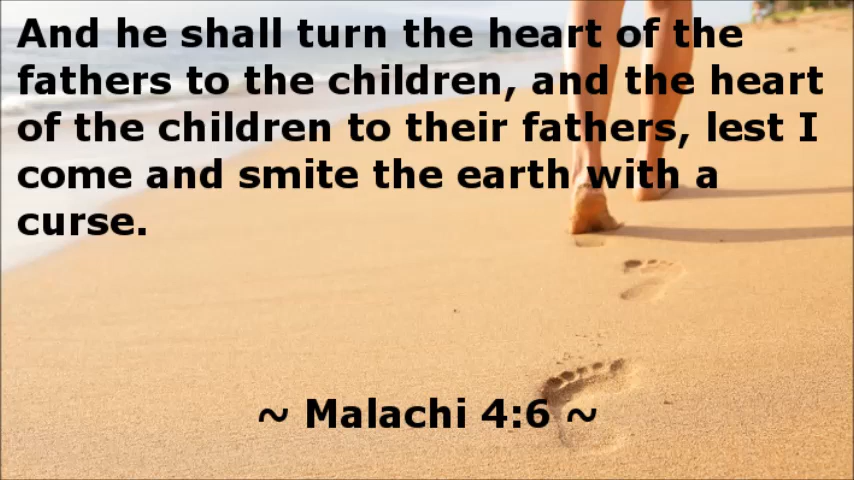 And he shall turn the heart of the
fathers to the children, and the heart
of the children to their fathers, lest I
come and smite the earth with a
curse.
~ Malachi 4:6 ~